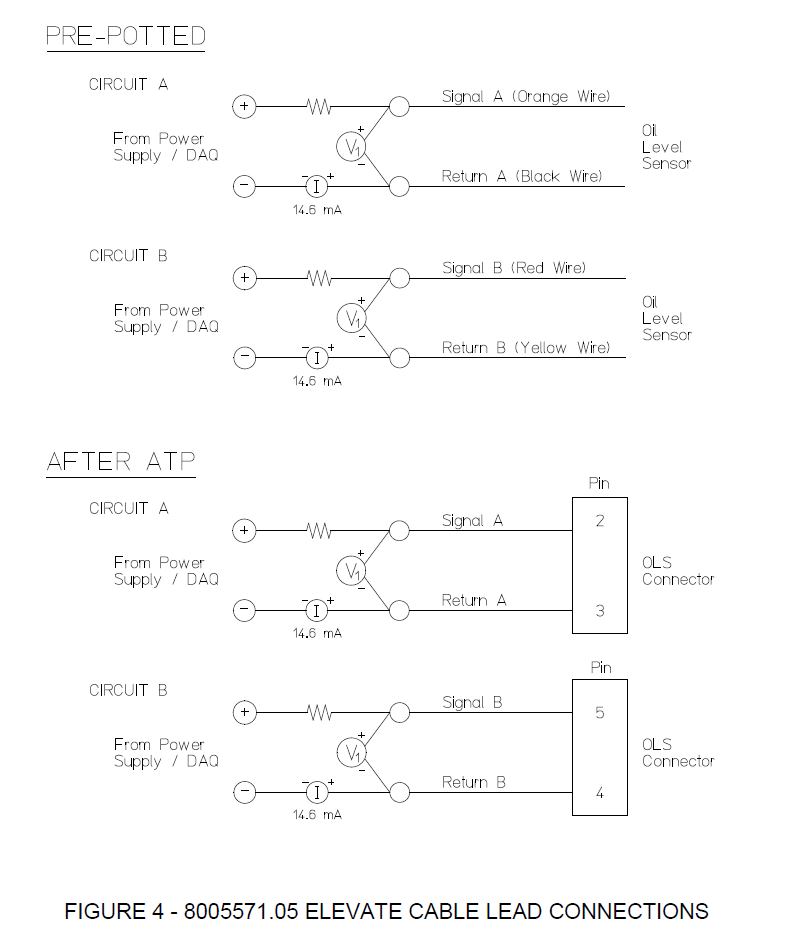 PRE-POTTED
CIRCUIT A
+
Signal A (Orange Wire)
From Power
Supply / DAQ
+
V1
-
Oil
Level
Sensor
-
- I +
Return A (Black Wire)
14.6 mA
CIRCUIT B
+
Signal B (Red Wire)
From Power
Supply / DAQ
+
V1
-
Oil
Level
Sensor
-
- I +
Return B (Yellow Wire)
14.6 mA
AFTER ATP
Pin
CIRCUIT A
+
Signal A
2
From Power
Supply / DAQ
+
V1
-
OLS
Connector
-
- I +
Return A
3
14.6 mA
Pin
CIRCUIT B
+
Signal B
5
From Power
Supply / DAQ
+
V1
-
OLS
Connector
-
- I +
Return B
4
14.6 mA
FIGURE 4 - 8005571.05 ELEVATE CABLE LEAD CONNECTIONS